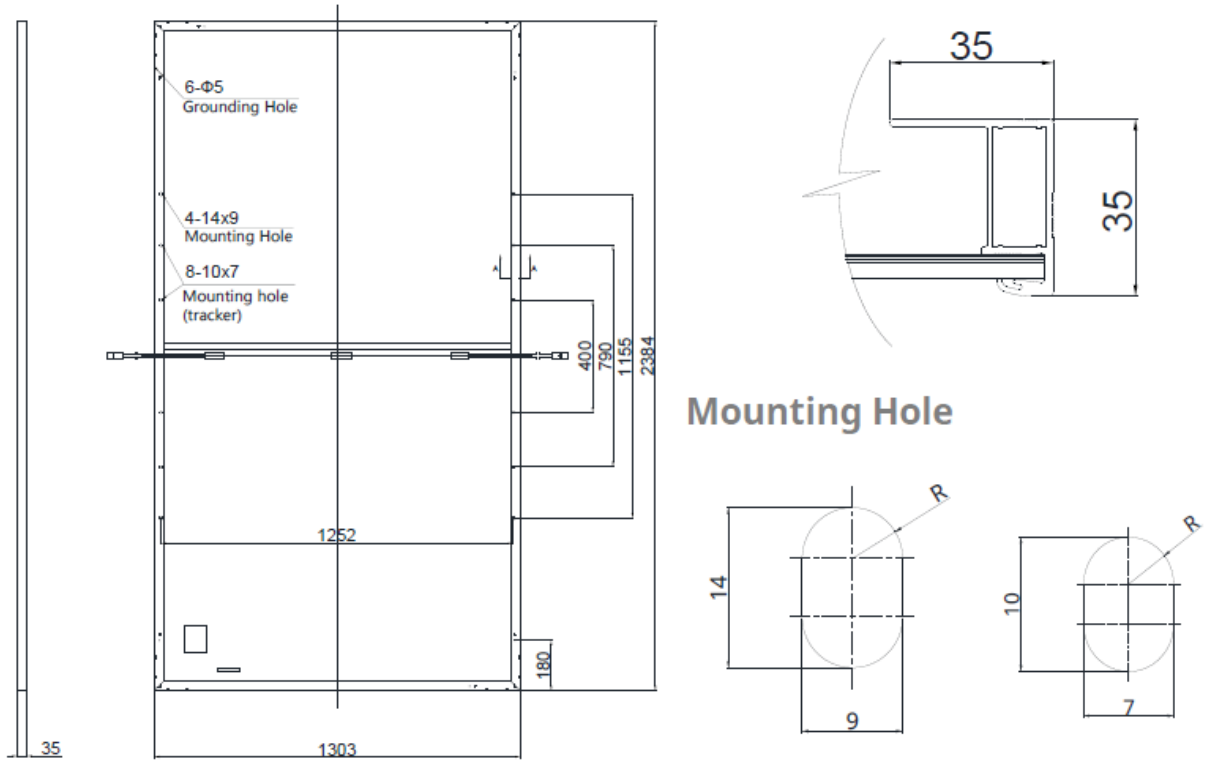 6-Φ5
Grounding Hole
4-14x9
Mounting Hole
8-10x7
Mounting hole
(tracker)
A
A
400
790
1155
2384
1252
180
35
1303
35
35
Mounting Hole
R
14
9
R
10
7